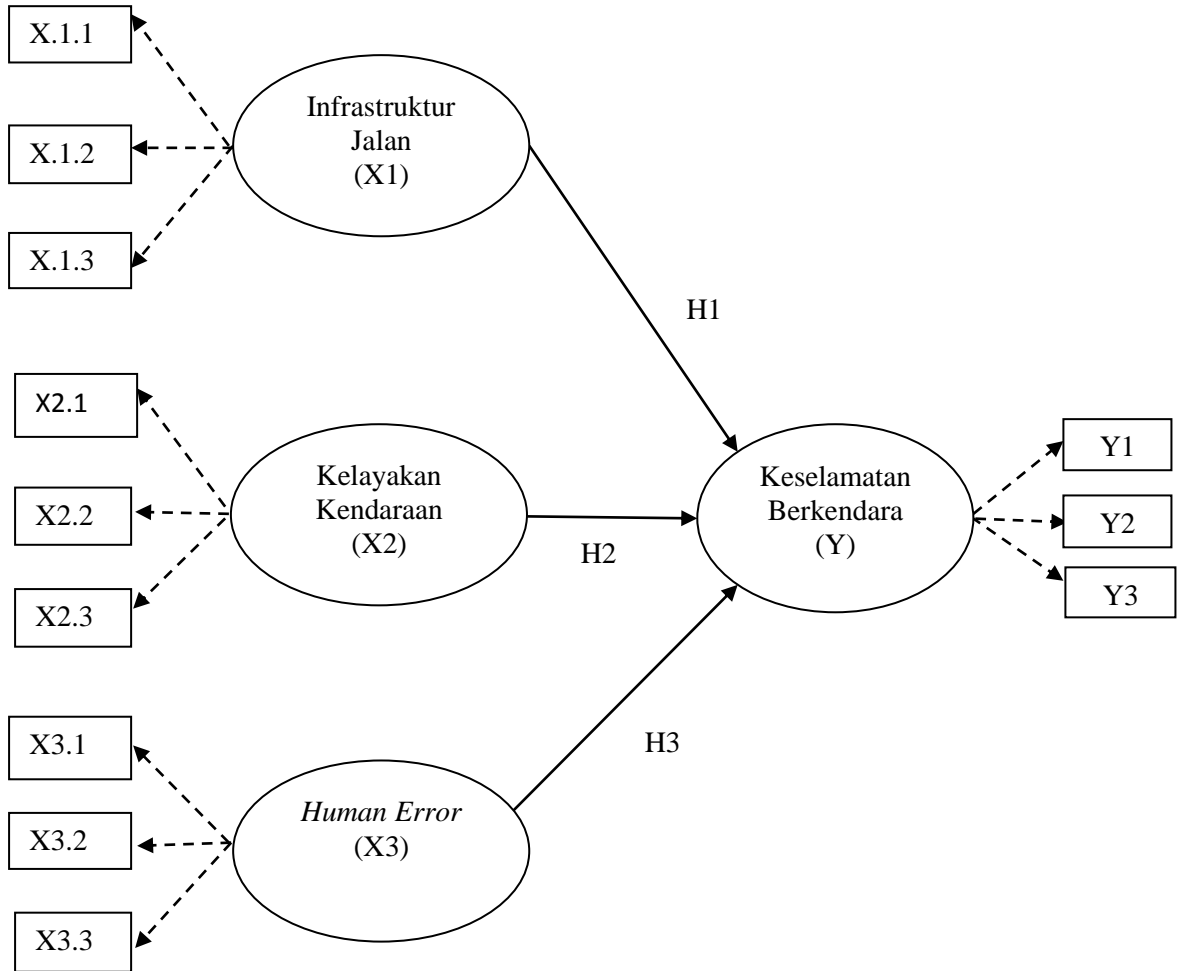 X.1.1
X.1.2
X.1.3
Infrastruktur
Jalan
(X1)
H1
X2.1
X2.2
X2.3
Kelayakan
Kendaraan
(X2)
H2
Keselamatan
Berkendara
(Y)
Y1
Y2
Y3
X3.1
X3.2
X3.3
Human Error
(X3)
H3